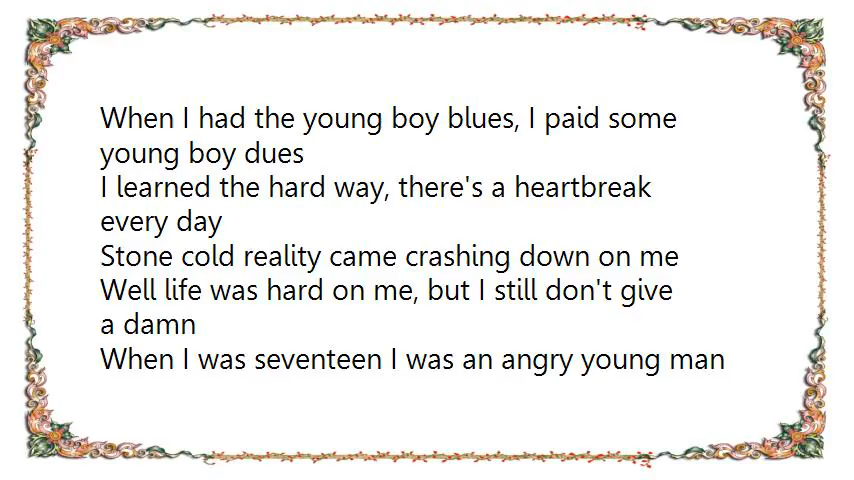 When I had the young boy blues, I paid some
young boy dues
I learned the hard way, there's a heartbreak
every day
Stone cold reality came crashing down on me
Well life was hard on me, but I still don't give
a damn
When I was seventeen I was an angry young man